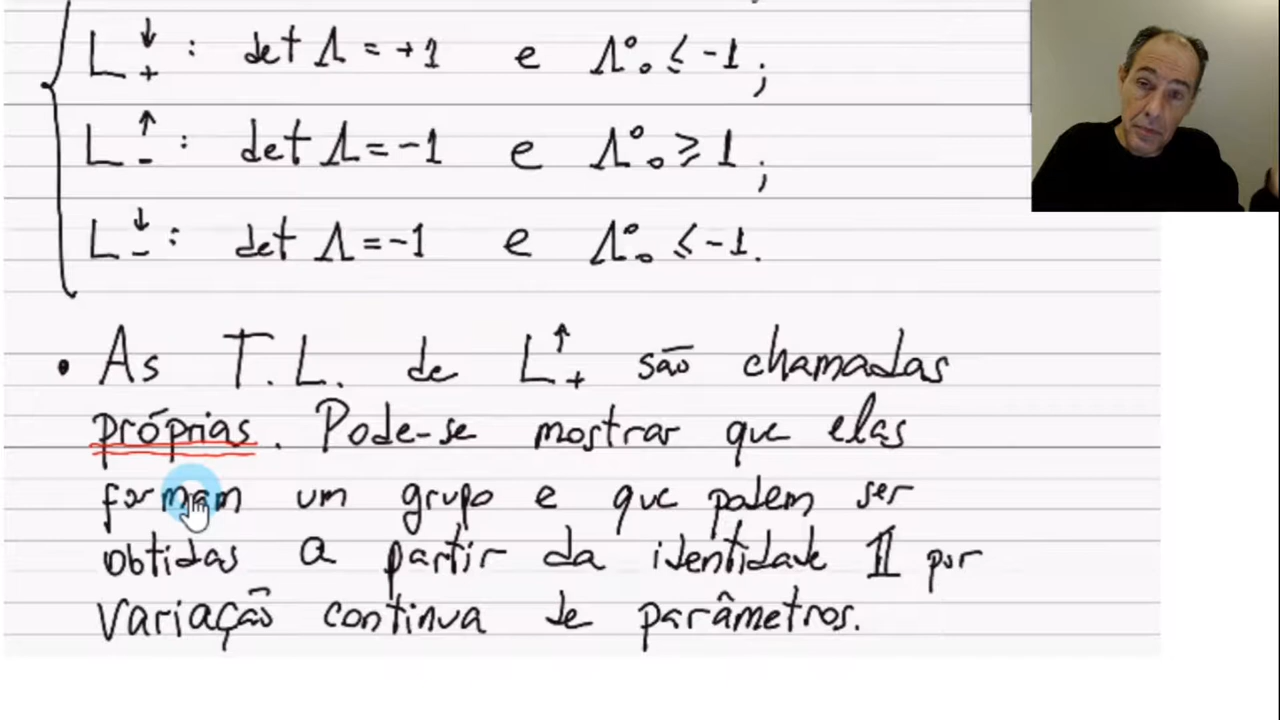 L₊↓ : det Λ = +1 e Λ⁰₀ ≤ -1 ;
L₋↑ : det Λ = -1 e Λ⁰₀ ≥ 1 ;
L₋↓ : det Λ = -1 e Λ⁰₀ ≤ -1.
• As T.L. de L₊↑ são chamadas
próprias. Pode-se mostrar que elas
formam um grupo e que podem ser
obtidas a partir da identidade 𝟙 por
variação continua de parâmetros.